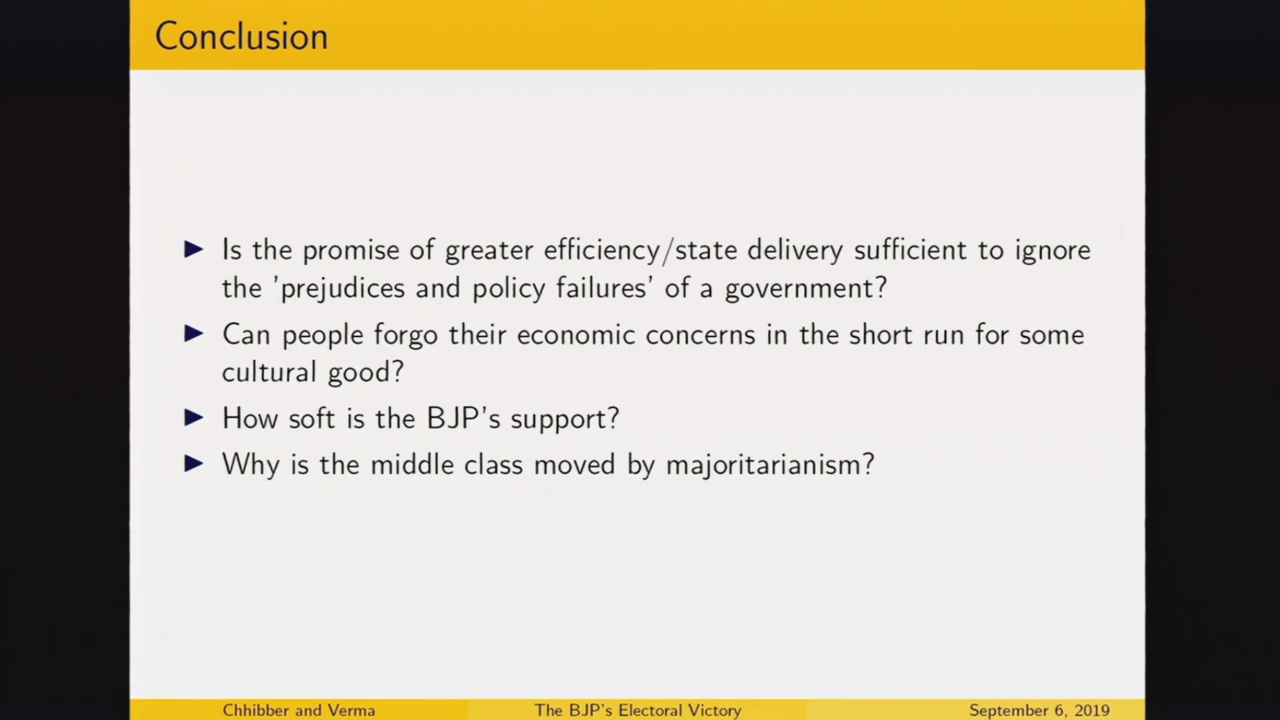 Conclusion
Is the promise of greater efficiency/state delivery sufficient to ignore
the 'prejudices and policy failures' of a government?
Can people forgo their economic concerns in the short run for some
cultural good?
How soft is the BJP's support?
Why is the middle class moved by majoritarianism?
Chhibber and Verma The BJP's Electoral Victory September 6, 2019